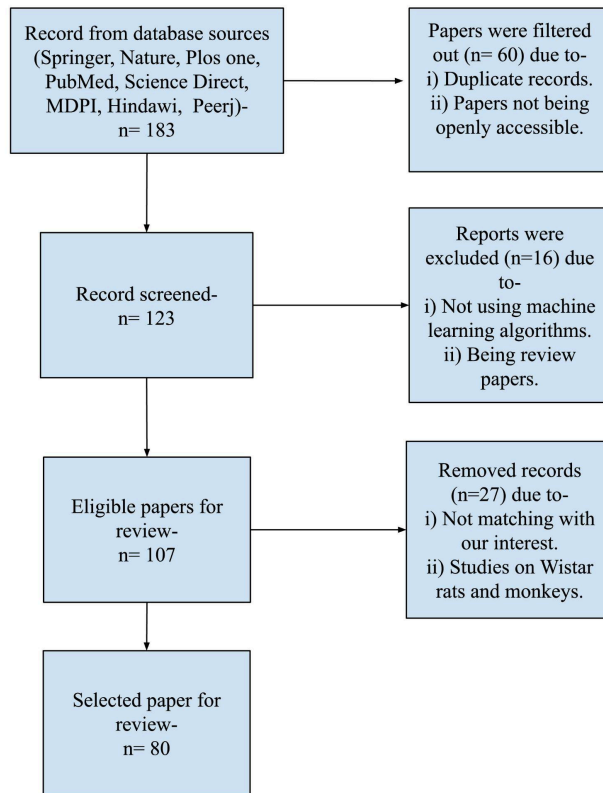 Record from database sources
(Springer, Nature, Plos one,
PubMed, Science Direct,
MDPI, Hindawi, Peerj)-
n= 183
Papers were filtered
out (n= 60) due to-
i) Duplicate records.
ii) Papers not being
openly accessible.
Record screened-
n= 123
Reports were
excluded (n=16) due
to-
i) Not using machine
learning algorithms.
ii) Being review
papers.
Eligible papers for
review-
n= 107
Removed records
(n=27) due to-
i) Not matching with
our interest.
ii) Studies on Wistar
rats and monkeys.
Selected paper for
review-
n= 80